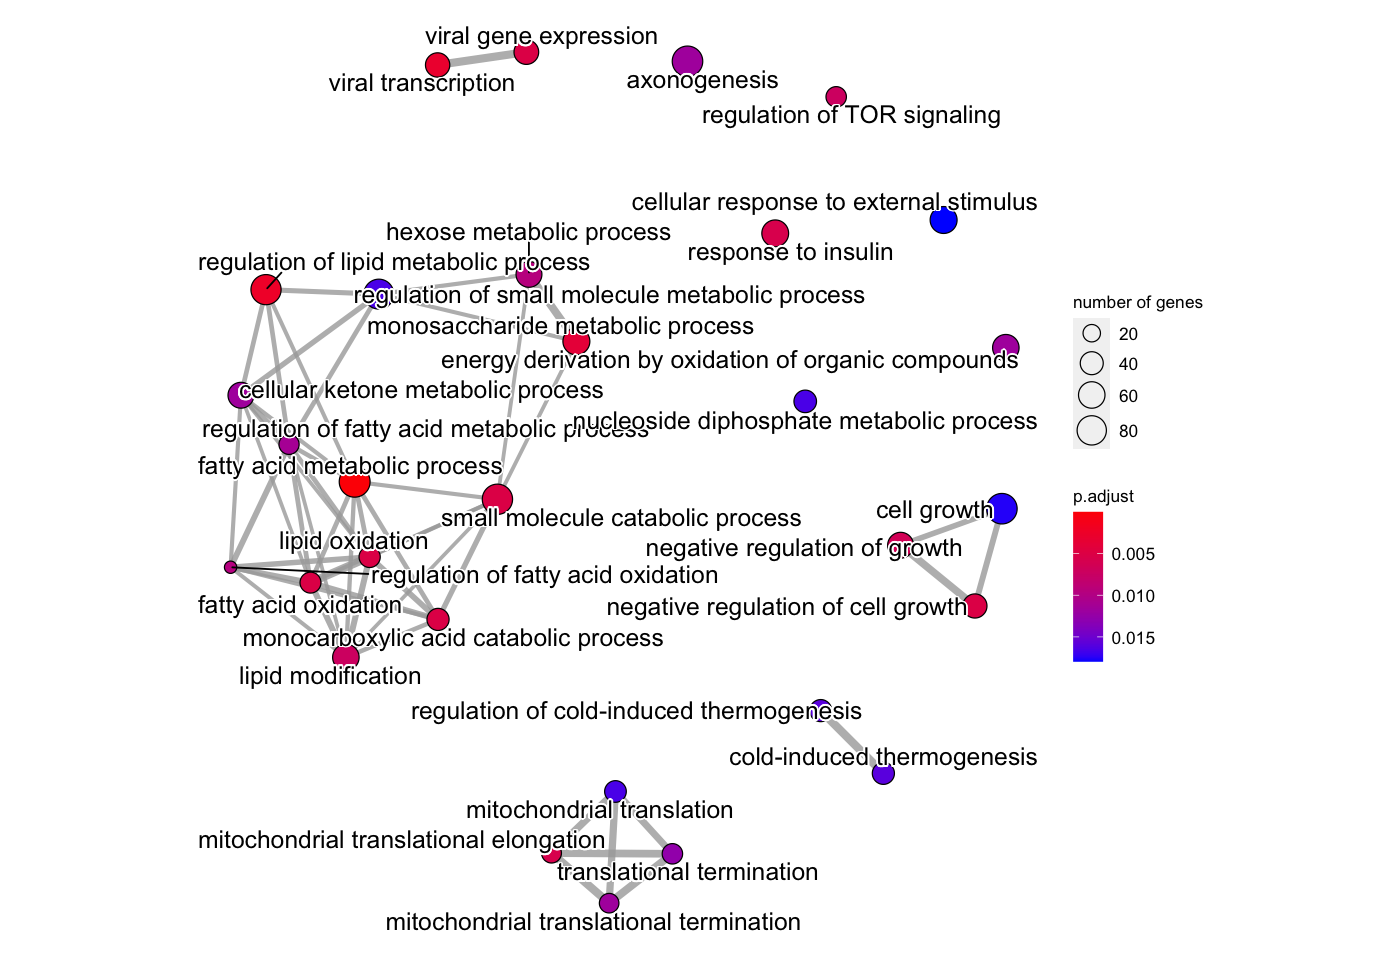 viral gene expression
viral transcription
axonogenesis
regulation of TOR signaling
cellular response to external stimulus
hexose metabolic process
response to insulin
regulation of lipid metabolic process
regulation of small molecule metabolic process
monosaccharide metabolic process
energy derivation by oxidation of organic compounds
cellular ketone metabolic process
nucleoside diphosphate metabolic process
regulation of fatty acid metabolic process
fatty acid metabolic process
small molecule catabolic process
cell growth
lipid oxidation
negative regulation of growth
regulation of fatty acid oxidation
fatty acid oxidation
negative regulation of cell growth
monocarboxylic acid catabolic process
lipid modification
regulation of cold-induced thermogenesis
cold-induced thermogenesis
mitochondrial translation
mitochondrial translational elongation
translational termination
mitochondrial translational termination
number of genes
20
40
60
80
p.adjust
0.005
0.010
0.015